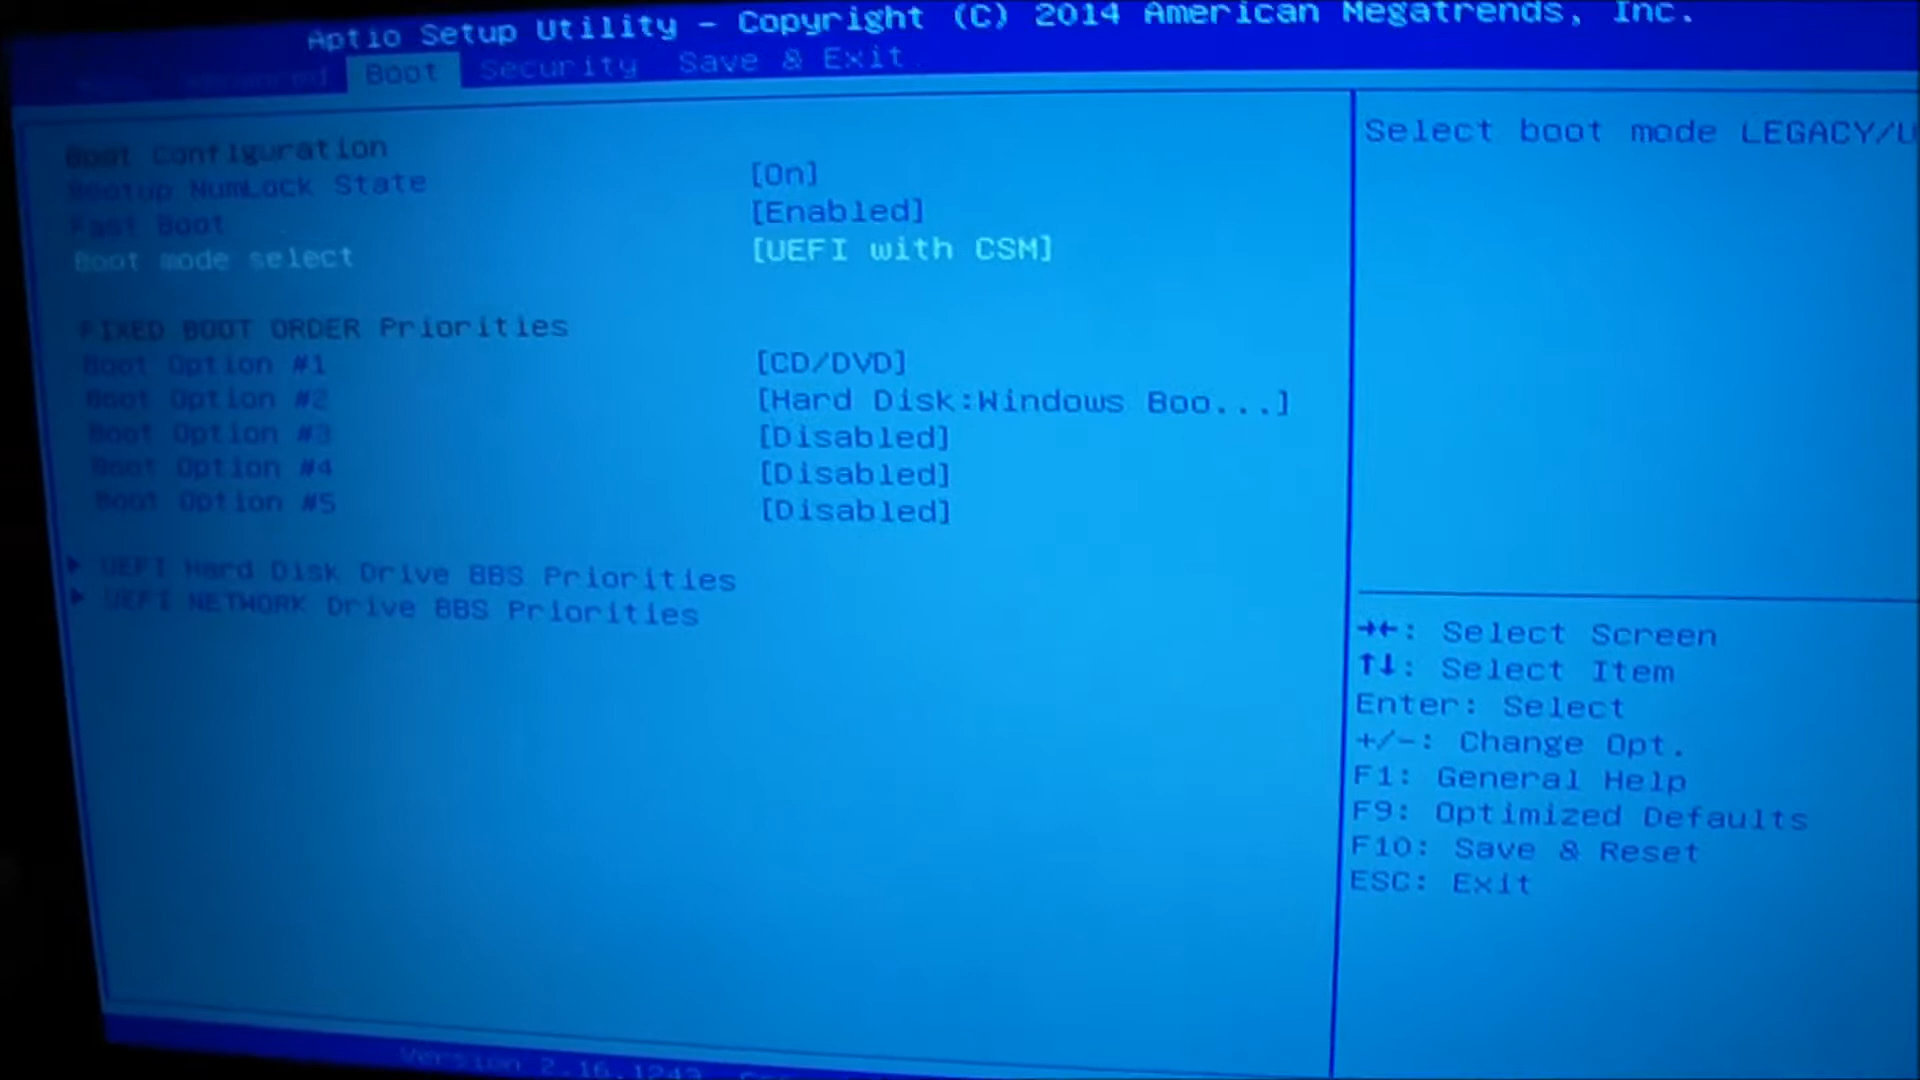 Aptio Setup Utility - Copyright (C) 2014 American Megatrends, Inc.
Boot Security Save & Exit
Boot Configuration
Bootup NumLock State [On]
Fast Boot [Enabled]
Boot mode select [UEFI with CSM]
FIXED BOOT ORDER Priorities
Boot Option #1 [CD/DVD]
Boot Option #2 [Hard Disk:Windows Boo...]
Boot Option #3 [Disabled]
Boot Option #4 [Disabled]
Boot Option #5 [Disabled]
UEFI Hard Disk Drive BBS Priorities
UEFI NETWORK Drive BBS Priorities
Select boot mode LEGACY/U
→←: Select Screen
↑↓: Select Item
Enter: Select
+/-: Change Opt.
F1: General Help
F9: Optimized Defaults
F10: Save & Reset
ESC: Exit
Version 2.16.1243.